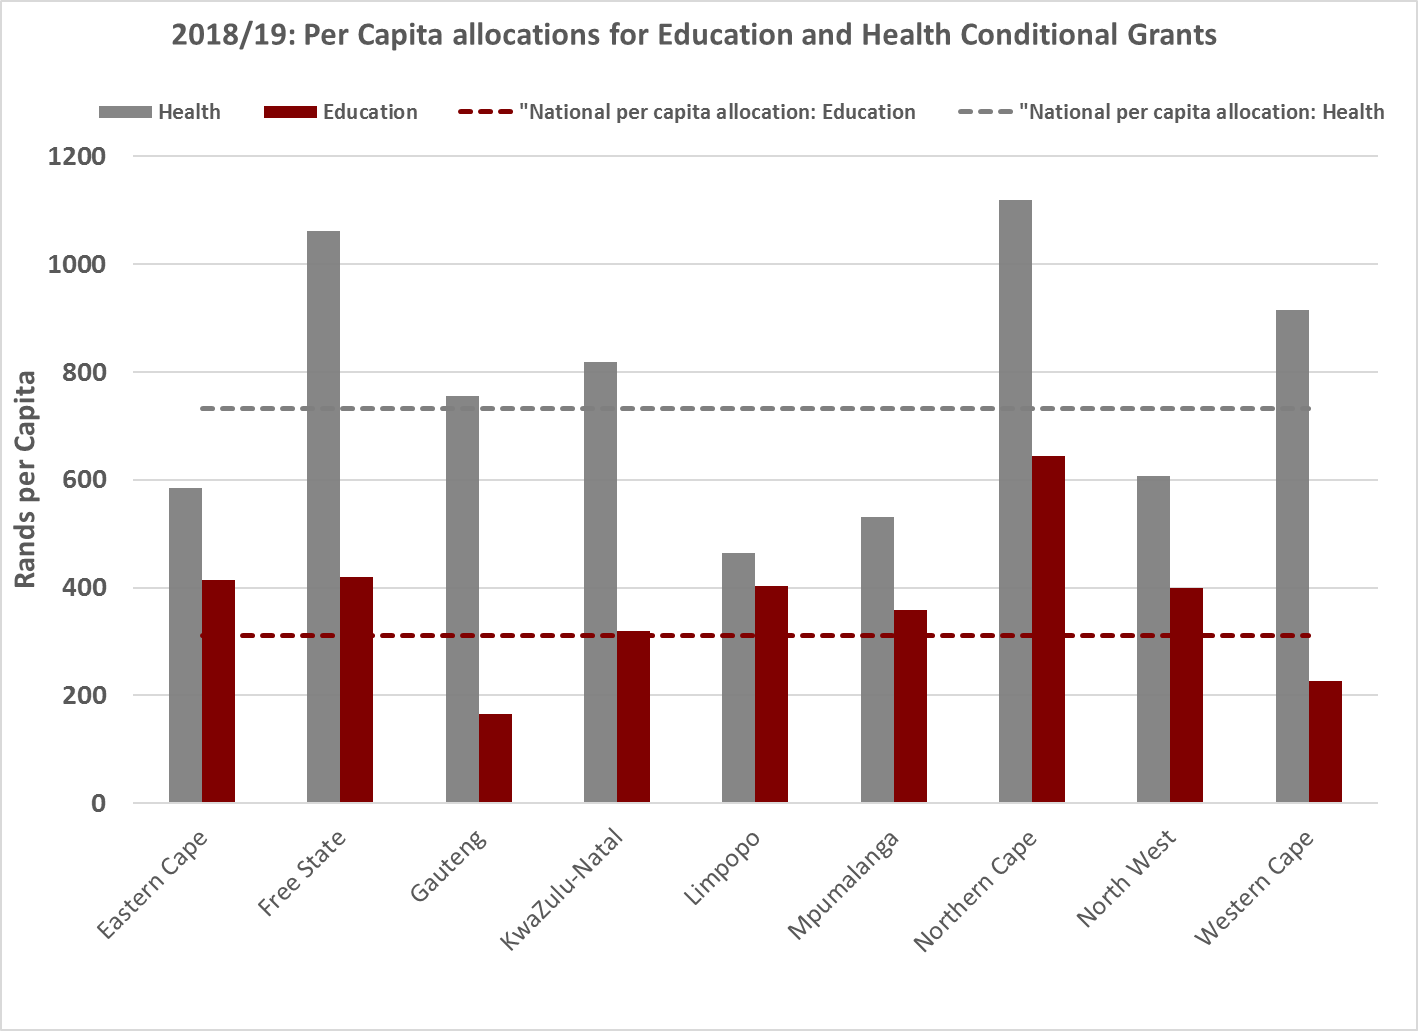 2018/19: Per Capita allocations for Education and Health Conditional Grants
Health Education "National per capita allocation: Education "National per capita allocation: Health
1200
1000
800
600
400
200
0
Rands per Capita
Eastern Cape
Free State
Gauteng
KwaZulu-Natal
Limpopo
Mpumalanga
Northern Cape
North West
Western Cape